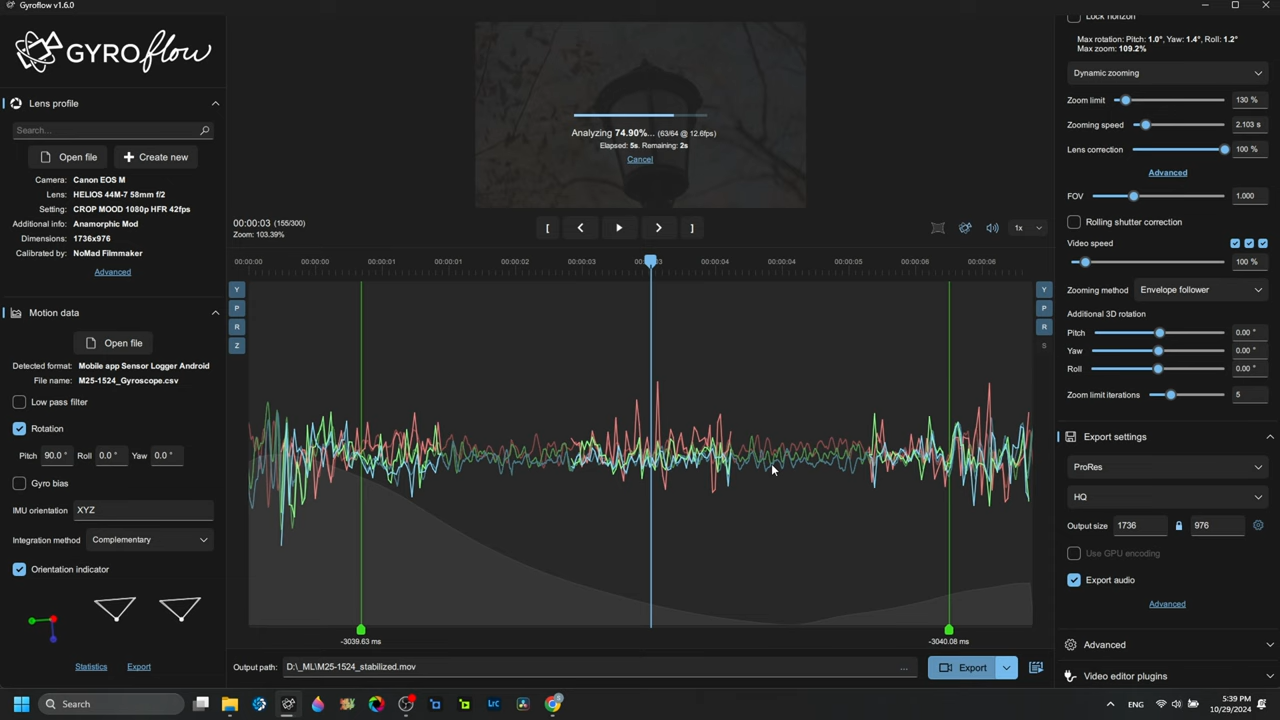 Gyroflow v1.6.0
GYROflow
Lens profile
Search...
Open file
Create new
Camera: Canon EOS M
Lens: HELIOS 44M-7 58mm f/2
Setting: CROP MOOD 1080p HFR 42fps
Additional info: Anamorphic Mod
Dimensions: 1736x976
Calibrated by: NoMad Filmmaker
Advanced
Motion data
Open file
Detected format: Mobile app Sensor Logger Android
File name: M25-1524_Gyroscope.csv
Low pass filter
Rotation
Pitch 90.0 ° Roll 0.0 ° Yaw 0.0 °
Gyro bias
IMU orientation XYZ
Integration method Complementary
Orientation indicator
Statistics Export
Analyzing 74.90%... (63/64 @ 12.6fps)
Elapsed: 5s. Remaining: 2s
Cancel
00:00:03 (155/300)
Zoom: 103.39%
[ ]
1x
00:00:00 00:00:00 00:00:01 00:00:02 00:00:02 00:00:03 00:00:04 00:00:04 00:00:05 00:00:06 00:00:06
Y Y
P P
R R
Z S
-3039.63 ms -3040.08 ms
Output path: D:\_ML\M25-1524_stabilized.mov ...
Export
Lock horizon
Max rotation: Pitch: 1.0°, Yaw: 1.4°, Roll: 1.2°
Max zoom: 109.2%
Dynamic zooming
Zoom limit 130 %
Zooming speed 2.103 s
Lens correction 100 %
Advanced
FOV 1.000
Rolling shutter correction
Video speed
100 %
Zooming method Envelope follower
Additional 3D rotation
Pitch 0.00 °
Yaw 0.00 °
Roll 0.00 °
Zoom limit iterations 5
Export settings
ProRes
HQ
Output size 1736 976
Use GPU encoding
Export audio
Advanced
Advanced
Video editor plugins
Search
LrC
ENG
5:39 PM
10/29/2024